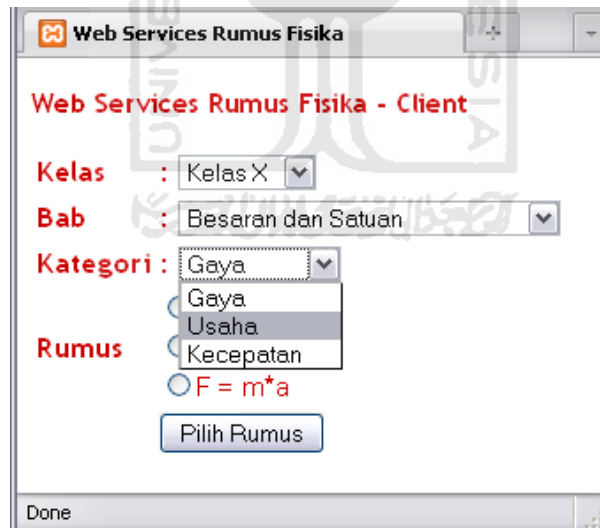 Web Services Rumus Fisika
Web Services Rumus Fisika - Client
Kelas : Kelas X
Bab : Besaran dan Satuan
Kategori : Gaya
Gaya
Usaha
Kecepatan
Rumus
F = m*a
Pilih Rumus
Done